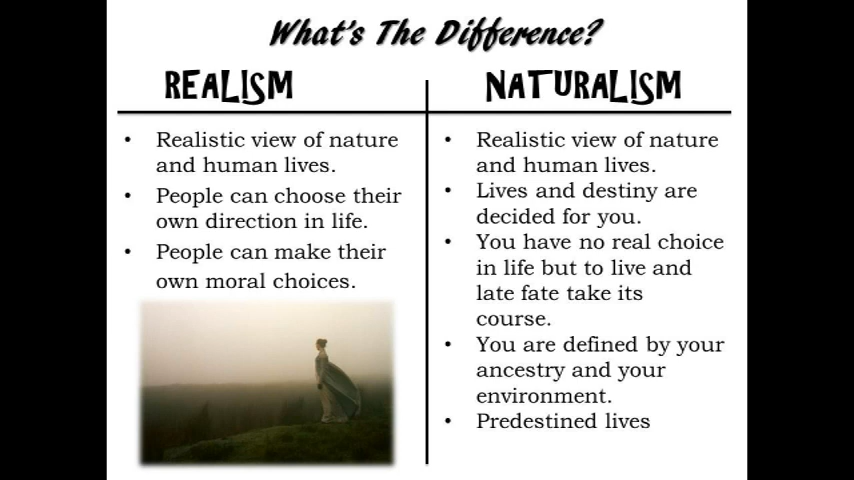 What's The Difference?
REALISM
• Realistic view of nature
and human lives.
• People can choose their
own direction in life.
• People can make their
own moral choices.
NATURALISM
• Realistic view of nature
and human lives.
• Lives and destiny are
decided for you.
• You have no real choice
in life but to live and
late fate take its
course.
• You are defined by your
ancestry and your
environment.
• Predestined lives